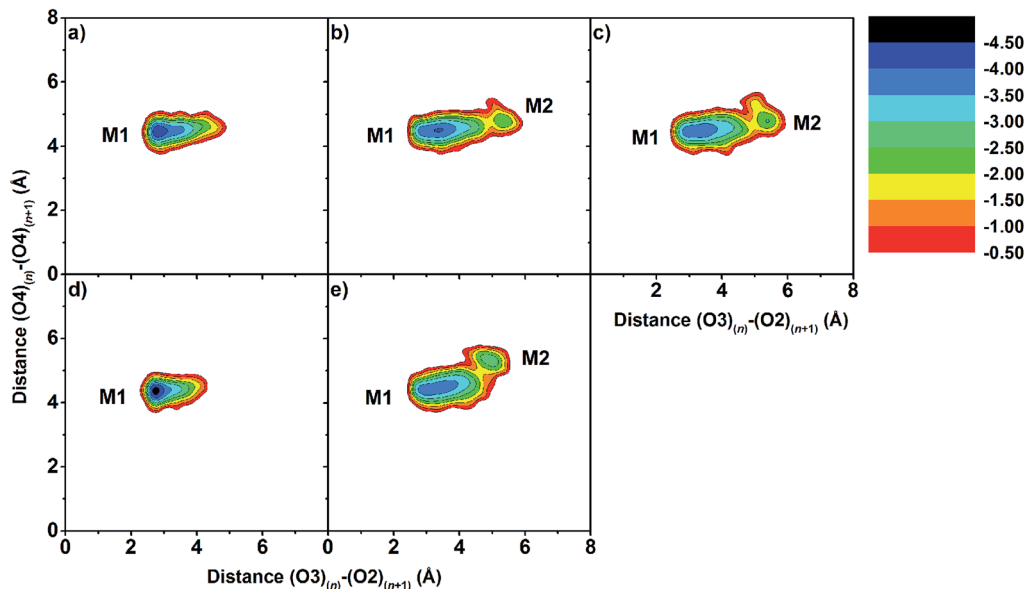 8
a)
b)
c)
-4.50
-4.00
6
M2
-3.50
M1
M1
M1
M2
-3.00
4
-2.50
-2.00
2
-1.50
-1.00
0
-0.50
d)
e)
2
4
6
8
6
Distance (O3)(n)-(O2)(n+1) (Å)
M1
M1
M2
4
2
0
0
2
4
6
0
2
4
6
8
Distance (O4)(n)-(O4)(n+1) (Å)
Distance (O3)(n)-(O2)(n+1) (Å)